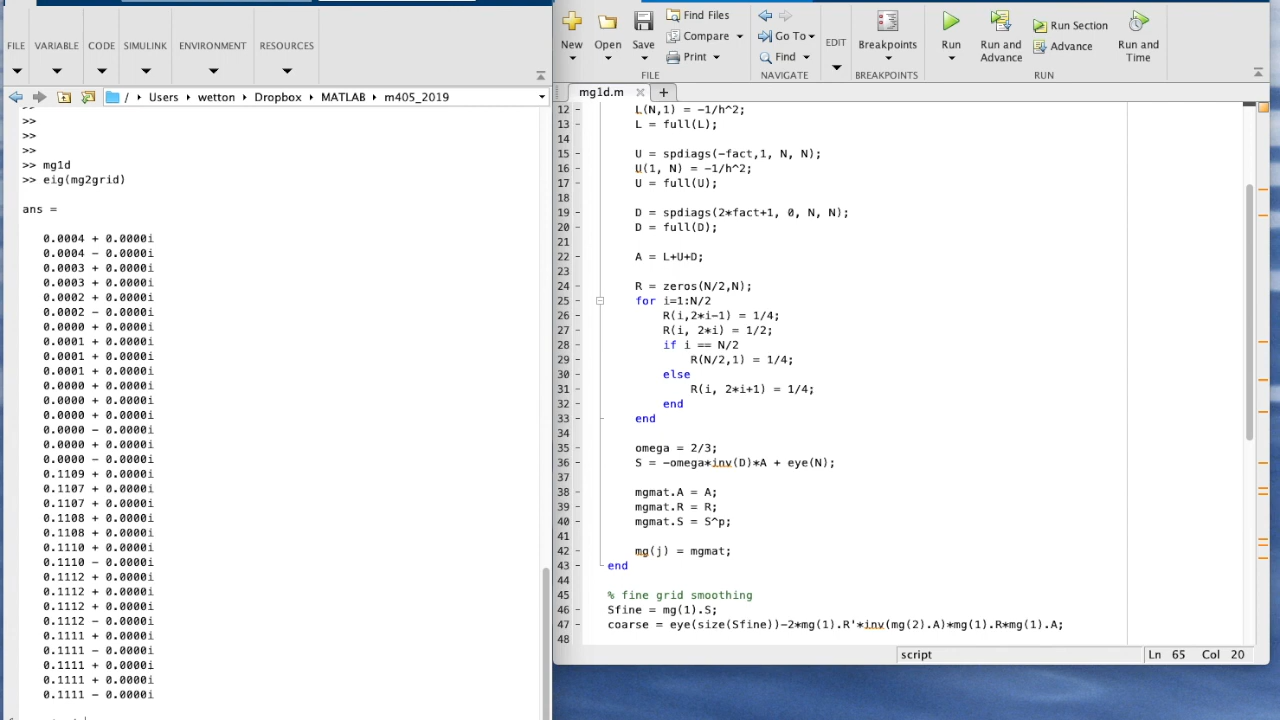 FILE VARIABLE CODE SIMULINK ENVIRONMENT RESOURCES
/ Users wetton Dropbox MATLAB m405_2019
>>
>>
>>
>> mg1d
>> eig(mg2grid)
ans =
0.0004 + 0.0000i
0.0004 - 0.0000i
0.0003 + 0.0000i
0.0003 + 0.0000i
0.0002 + 0.0000i
0.0002 - 0.0000i
0.0000 + 0.0000i
0.0001 + 0.0000i
0.0001 + 0.0000i
0.0001 + 0.0000i
0.0000 + 0.0000i
0.0000 + 0.0000i
0.0000 + 0.0000i
0.0000 - 0.0000i
0.0000 + 0.0000i
0.0000 - 0.0000i
0.1109 + 0.0000i
0.1107 + 0.0000i
0.1107 + 0.0000i
0.1108 + 0.0000i
0.1108 + 0.0000i
0.1110 + 0.0000i
0.1110 - 0.0000i
0.1112 + 0.0000i
0.1112 + 0.0000i
0.1112 + 0.0000i
0.1112 - 0.0000i
0.1111 + 0.0000i
0.1111 - 0.0000i
0.1111 + 0.0000i
0.1111 + 0.0000i
0.1111 - 0.0000i
New Open Save
Find Files
Compare
Print
FILE
Go To
Find
NAVIGATE
EDIT
Breakpoints
BREAKPOINTS
Run
Run and Advance
Run Section
Advance
Run and Time
RUN
mg1d.m
12 L(N,1) = -1/h^2;
13 L = full(L);
14
15 U = spdiags(-fact,1, N, N);
16 U(1, N) = -1/h^2;
17 U = full(U);
18
19 D = spdiags(2*fact+1, 0, N, N);
20 D = full(D);
21
22 A = L+U+D;
23
24 R = zeros(N/2,N);
25 for i=1:N/2
26 R(i,2*i-1) = 1/4;
27 R(i, 2*i) = 1/2;
28 if i == N/2
29 R(N/2,1) = 1/4;
30 else
31 R(i, 2*i+1) = 1/4;
32 end
33 end
34
35 omega = 2/3;
36 S = -omega*inv(D)*A + eye(N);
37
38 mgmat.A = A;
39 mgmat.R = R;
40 mgmat.S = S^p;
41
42 mg(j) = mgmat;
43 end
44
45 % fine grid smoothing
46 Sfine = mg(1).S;
47 coarse = eye(size(Sfine))-2*mg(1).R'*inv(mg(2).A)*mg(1).R*mg(1).A;
48
script Ln 65 Col 20